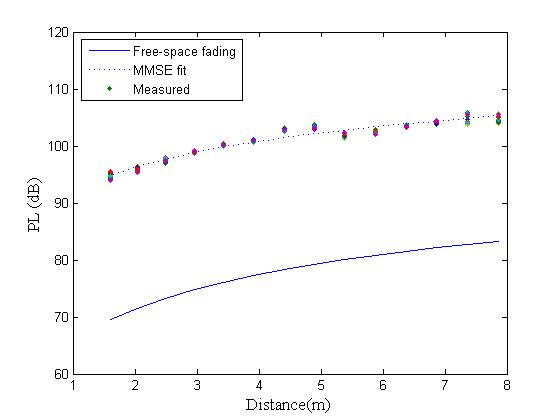 120
110
100
90
80
70
60
PL (dB)
Free-space fading
MMSE fit
Measured
1 2 3 4 5 6 7 8
Distance(m)